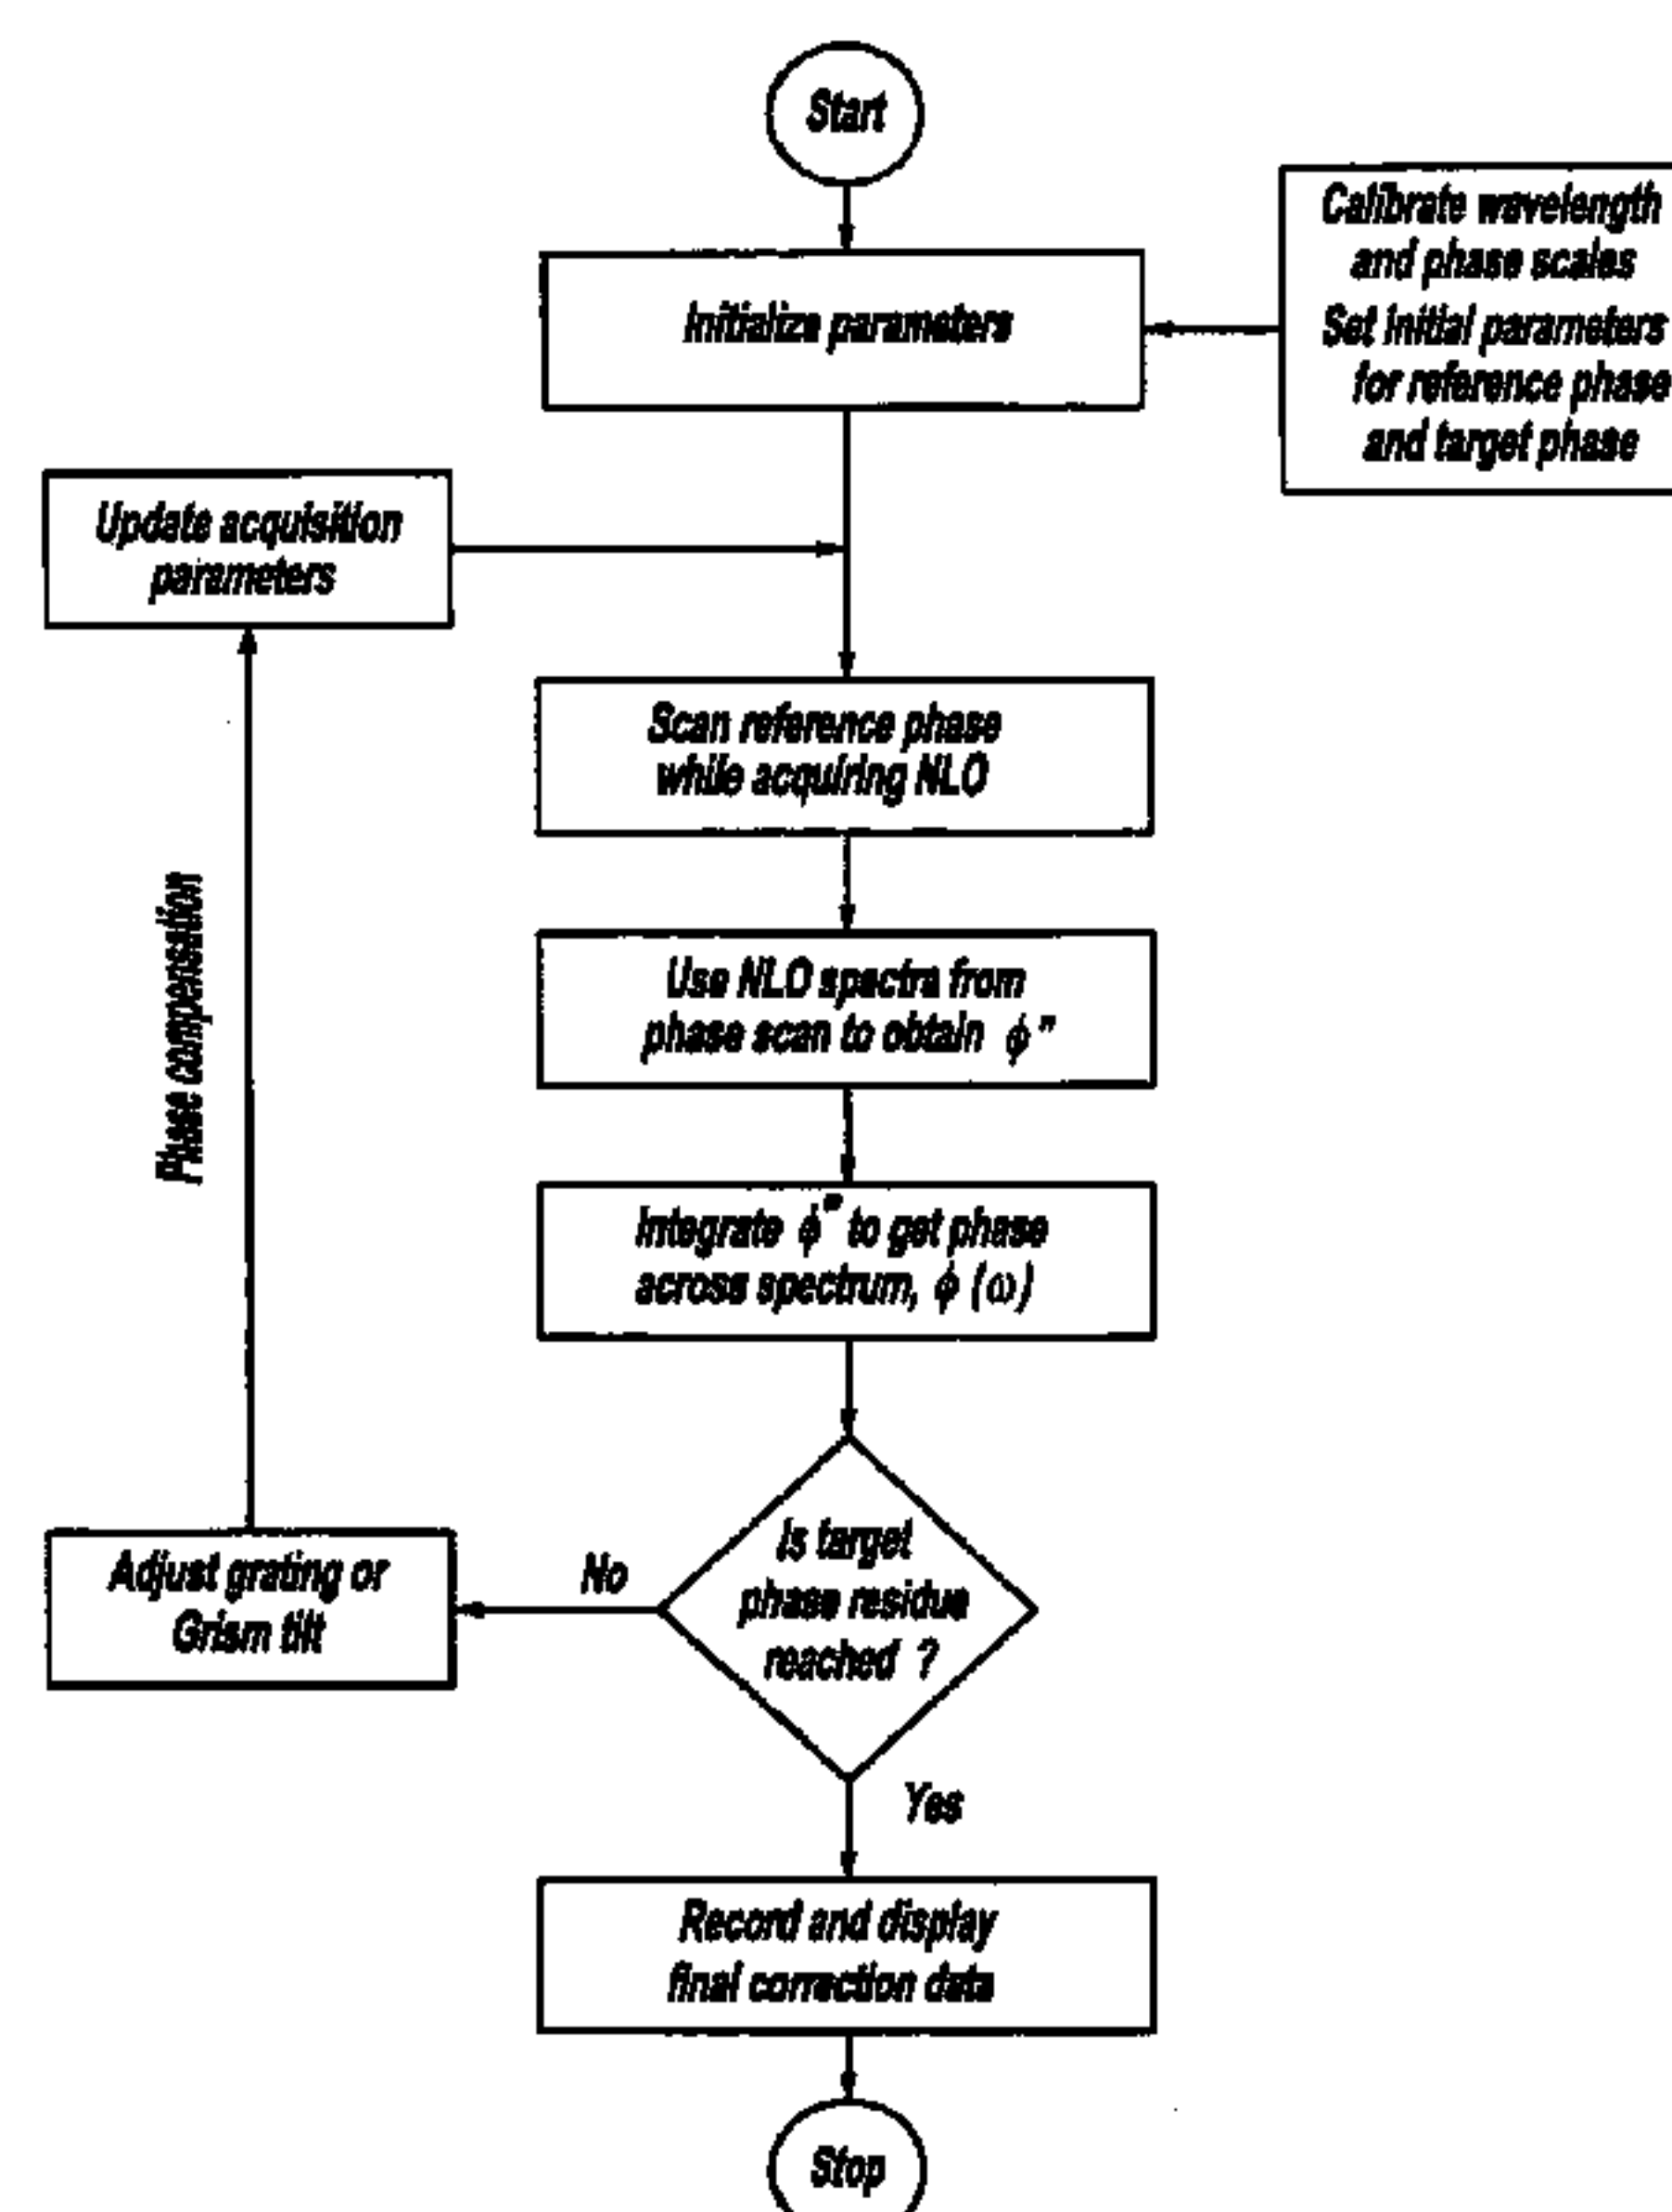 Start
Initialize parameters
Calibrate wavelength
and phase scales
Set initial parameters
for reference phase
and target phase
Update acquisition
parameters
Scan reference phase
while acquiring NLO
Use NLO spectra from
phase scan to obtain ϕ"
Phase compensation
Integrate ϕ" to get phase
across spectrum, ϕ (ω)
Is target
phase residue
reached ?
No
Adjust grating or
Grism tilt
Yes
Record and display
final correction data
Stop